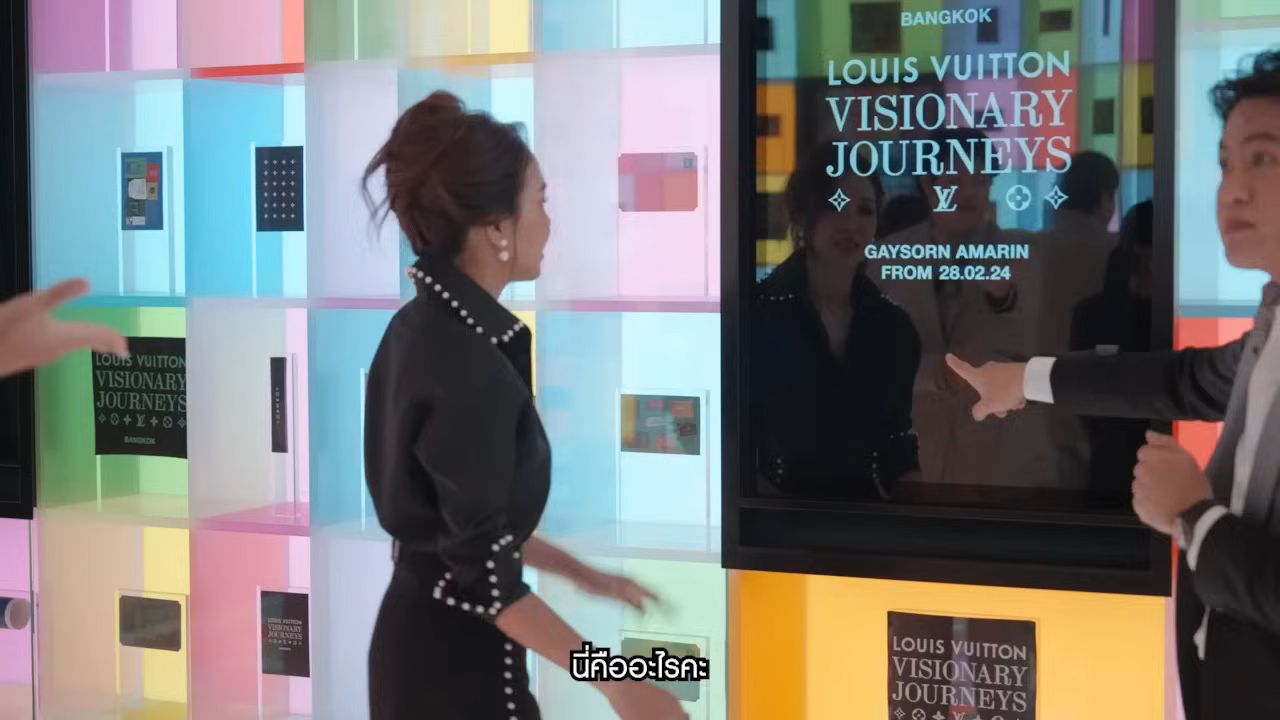 BANGKOK
LOUIS VUITTON
VISIONARY
JOURNEYS
GAYSORN AMARIN
FROM 28.02.24
LOUIS VUITTON
VISIONARY
JOURNEYS
BANGKOK
LOUIS VUITTON
VISIONARY
JOURNEYS
LOUIS VUITTON
VISIONARY
JOURNEYS
นี่คืออะไรคะ